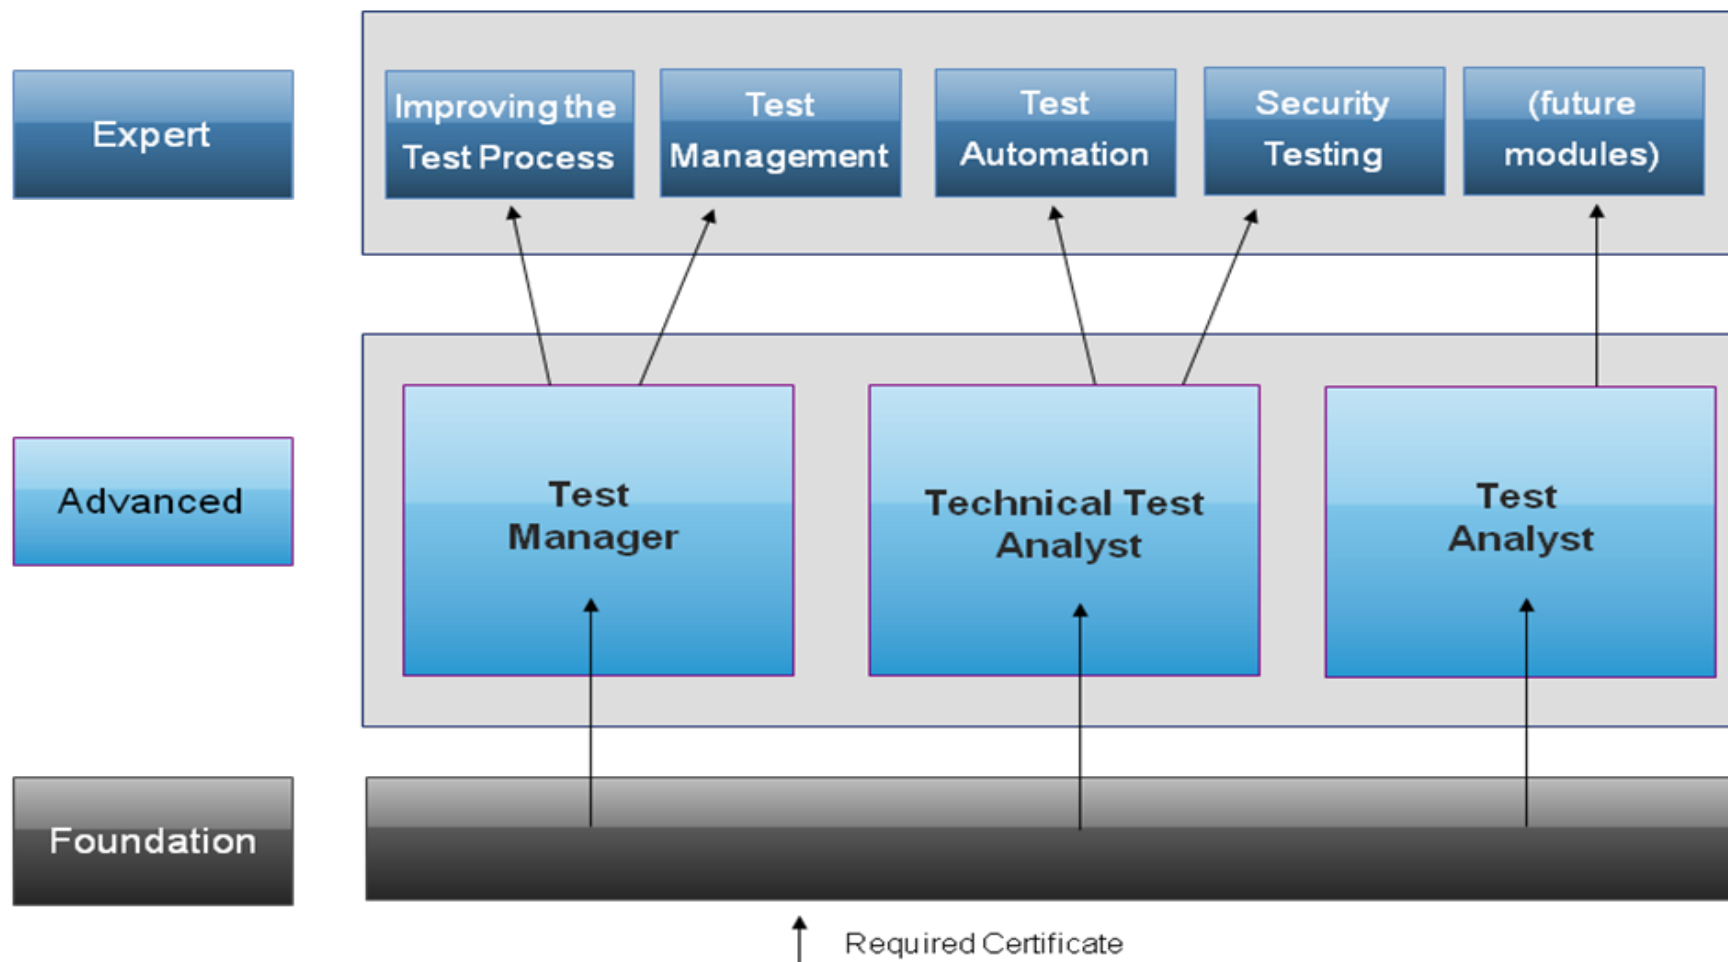 Expert
Improving the
Test Process
Test
Management
Test
Automation
Security
Testing
(future
modules)
Advanced
Test
Manager
Technical Test
Analyst
Test
Analyst
Foundation
Required Certificate